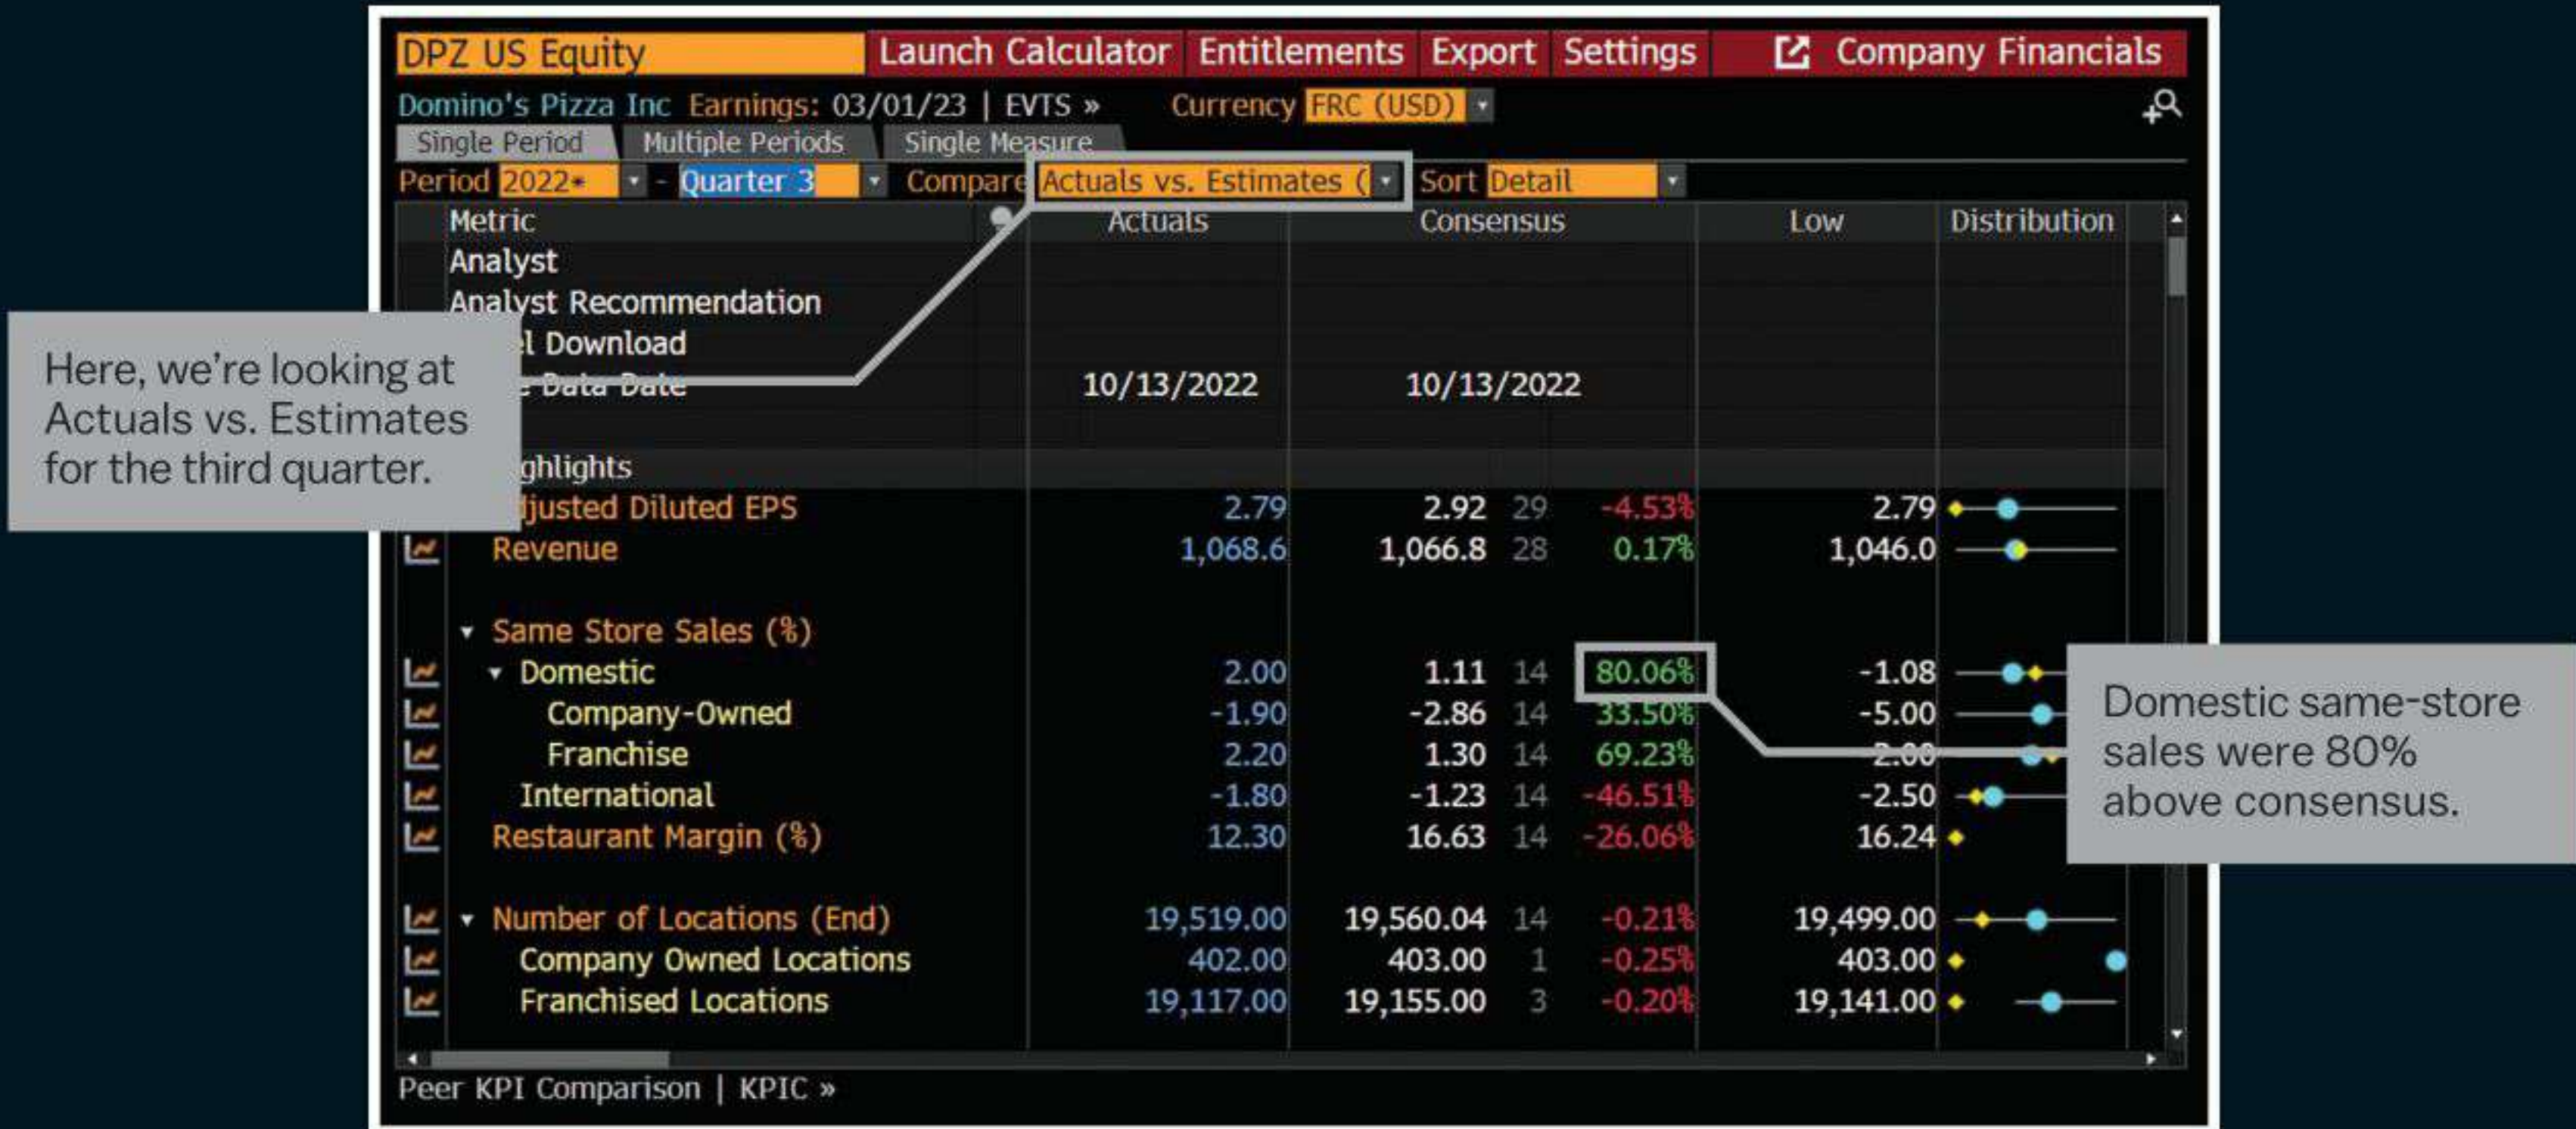 DPZ US Equity Launch Calculator Entitlements Export Settings Company Financials
Domino's Pizza Inc Earnings: 03/01/23 | EVTS » Currency FRC (USD)
Single Period Multiple Periods Single Measure
Period 2022* - Quarter 3 Compare Actuals vs. Estimates ( Sort Detail
Metric Actuals Consensus Low Distribution
Analyst
Analyst Recommendation
Download
Data Date 10/13/2022 10/13/2022
Here, we're looking at
Actuals vs. Estimates
for the third quarter.
ghlights
justed Diluted EPS 2.79 2.92 29 -4.53% 2.79
Revenue 1,068.6 1,066.8 28 0.17% 1,046.0
Same Store Sales (%)
Domestic 2.00 1.11 14 80.06% -1.08
Company-Owned -1.90 -2.86 14 33.50% -5.00
Franchise 2.20 1.30 14 69.23%
International -1.80 -1.23 14 -46.51% -2.50
Restaurant Margin (%) 12.30 16.63 14 -26.06% 16.24
Domestic same-store
sales were 80%
above consensus.
Number of Locations (End) 19,519.00 19,560.04 14 -0.21% 19,499.00
Company Owned Locations 402.00 403.00 1 -0.25% 403.00
Franchised Locations 19,117.00 19,155.00 3 -0.20% 19,141.00
Peer KPI Comparison | KPIC »